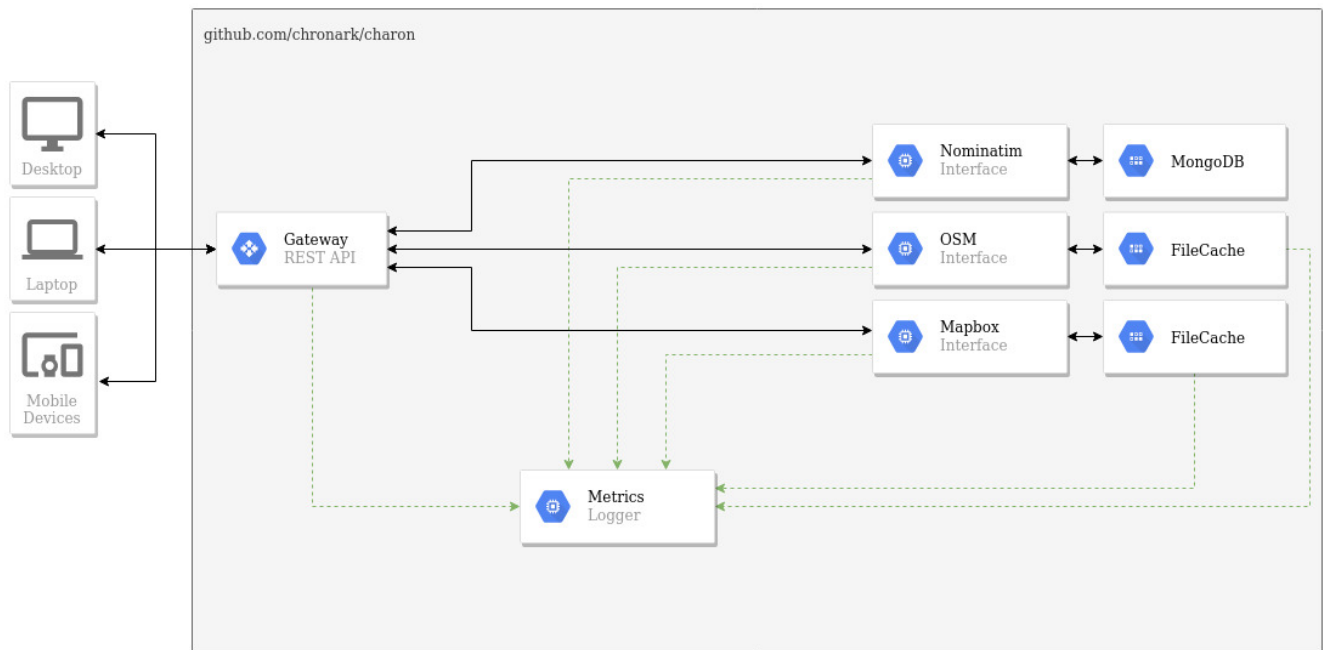 github.com/chronark/charon
Desktop
Laptop
Mobile
Devices
Gateway
REST API
Nominatim
Interface
MongoDB
OSM
Interface
FileCache
Mapbox
Interface
FileCache
Metrics
Logger